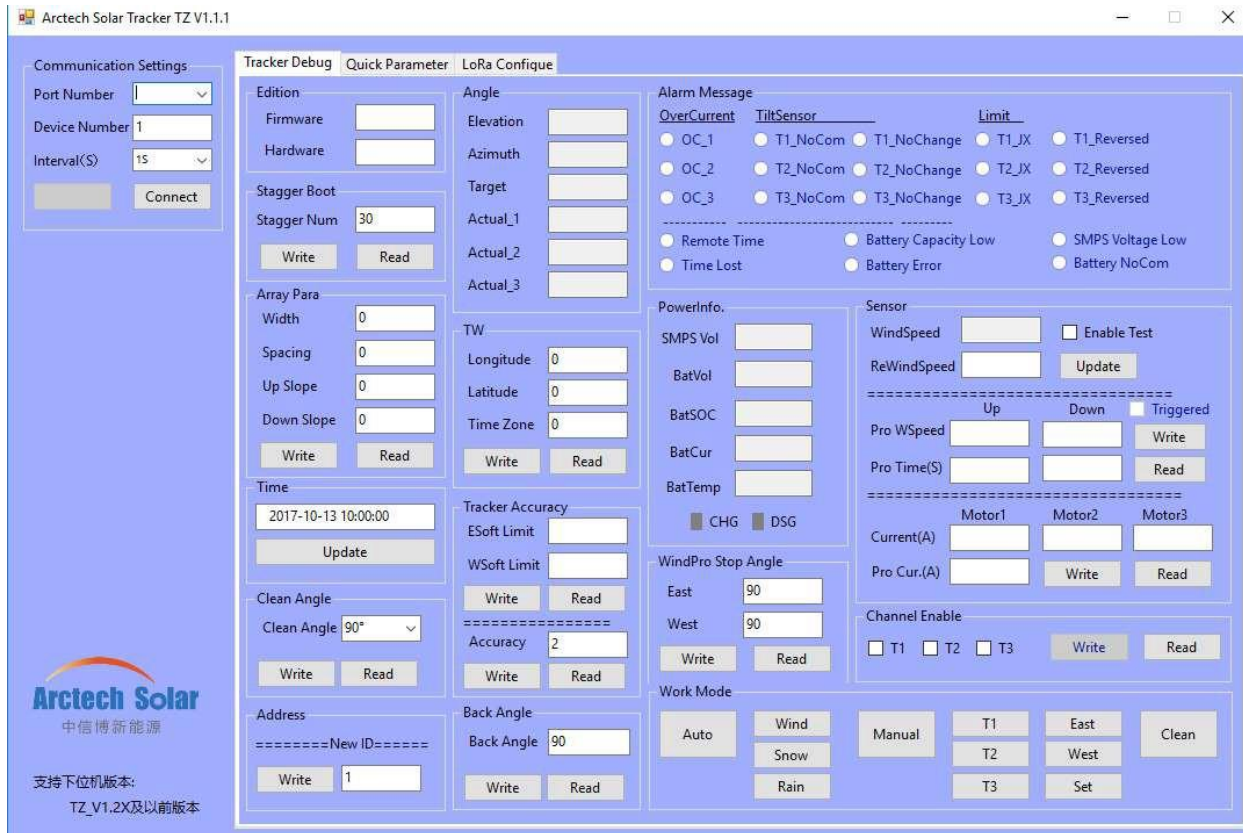 Arctech Solar Tracker TZ V1.1.1
Communication Settings
Port Number
Device Number 1
Interval(S) 1S
Connect
Arctech Solar
中信博新能源
支持下位机版本:
TZ_V1.2X及以前版本
Tracker Debug Quick Parameter LoRa Configue
Edition
Firmware
Hardware
Stagger Boot
Stagger Num 30
Write Read
Array Para
Width 0
Spacing 0
Up Slope 0
Down Slope 0
Write Read
Time
2017-10-13 10:00:00
Update
Clean Angle
Clean Angle 90°
Write Read
Address
========New ID======
Write 1
Angle
Elevation
Azimuth
Target
Actual_1
Actual_2
Actual_3
TW
Longitude 0
Latitude 0
Time Zone 0
Write Read
Tracker Accuracy
ESoft Limit
WSoft Limit
Write Read
================
Accuracy 2
Write Read
Back Angle
Back Angle 90
Write Read
Alarm Message
OverCurrent TiltSensor Limit
OC_1 T1_NoCom T1_NoChange T1_JX T1_Reversed
OC_2 T2_NoCom T2_NoChange T2_JX T2_Reversed
OC_3 T3_NoCom T3_NoChange T3_JX T3_Reversed
----------- --------------------------- ---------
Remote Time Battery Capacity Low SMPS Voltage Low
Time Lost Battery Error Battery NoCom
PowerInfo.
SMPS Vol
BatVol
BatSOC
BatCur
BatTemp
CHG DSG
WindPro Stop Angle
East 90
West 90
Write Read
Sensor
WindSpeed Enable Test
ReWindSpeed Update
===================================
Up Down Triggered
Pro WSpeed Write
Pro Time(S) Read
====================================
Motor1 Motor2 Motor3
Current(A)
Pro Cur.(A) Write Read
Channel Enable
T1 T2 T3 Write Read
Work Mode
Auto Wind Manual T1 East Clean
Snow T2 West
Rain T3 Set